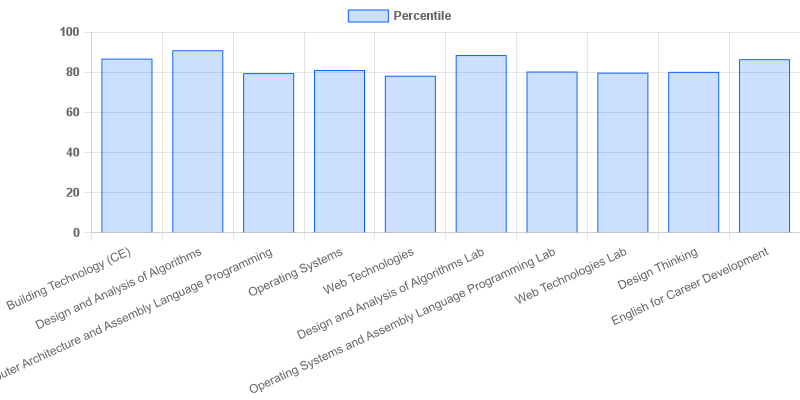 Percentile
100
80
60
40
20
0
Building Technology (CE)
Design and Analysis of Algorithms
Architecture and Assembly Language Programming
Operating Systems
Web Technologies
Design and Analysis of Algorithms Lab
Operating Systems and Assembly Language Programming Lab
Web Technologies Lab
Design Thinking
English for Career Development